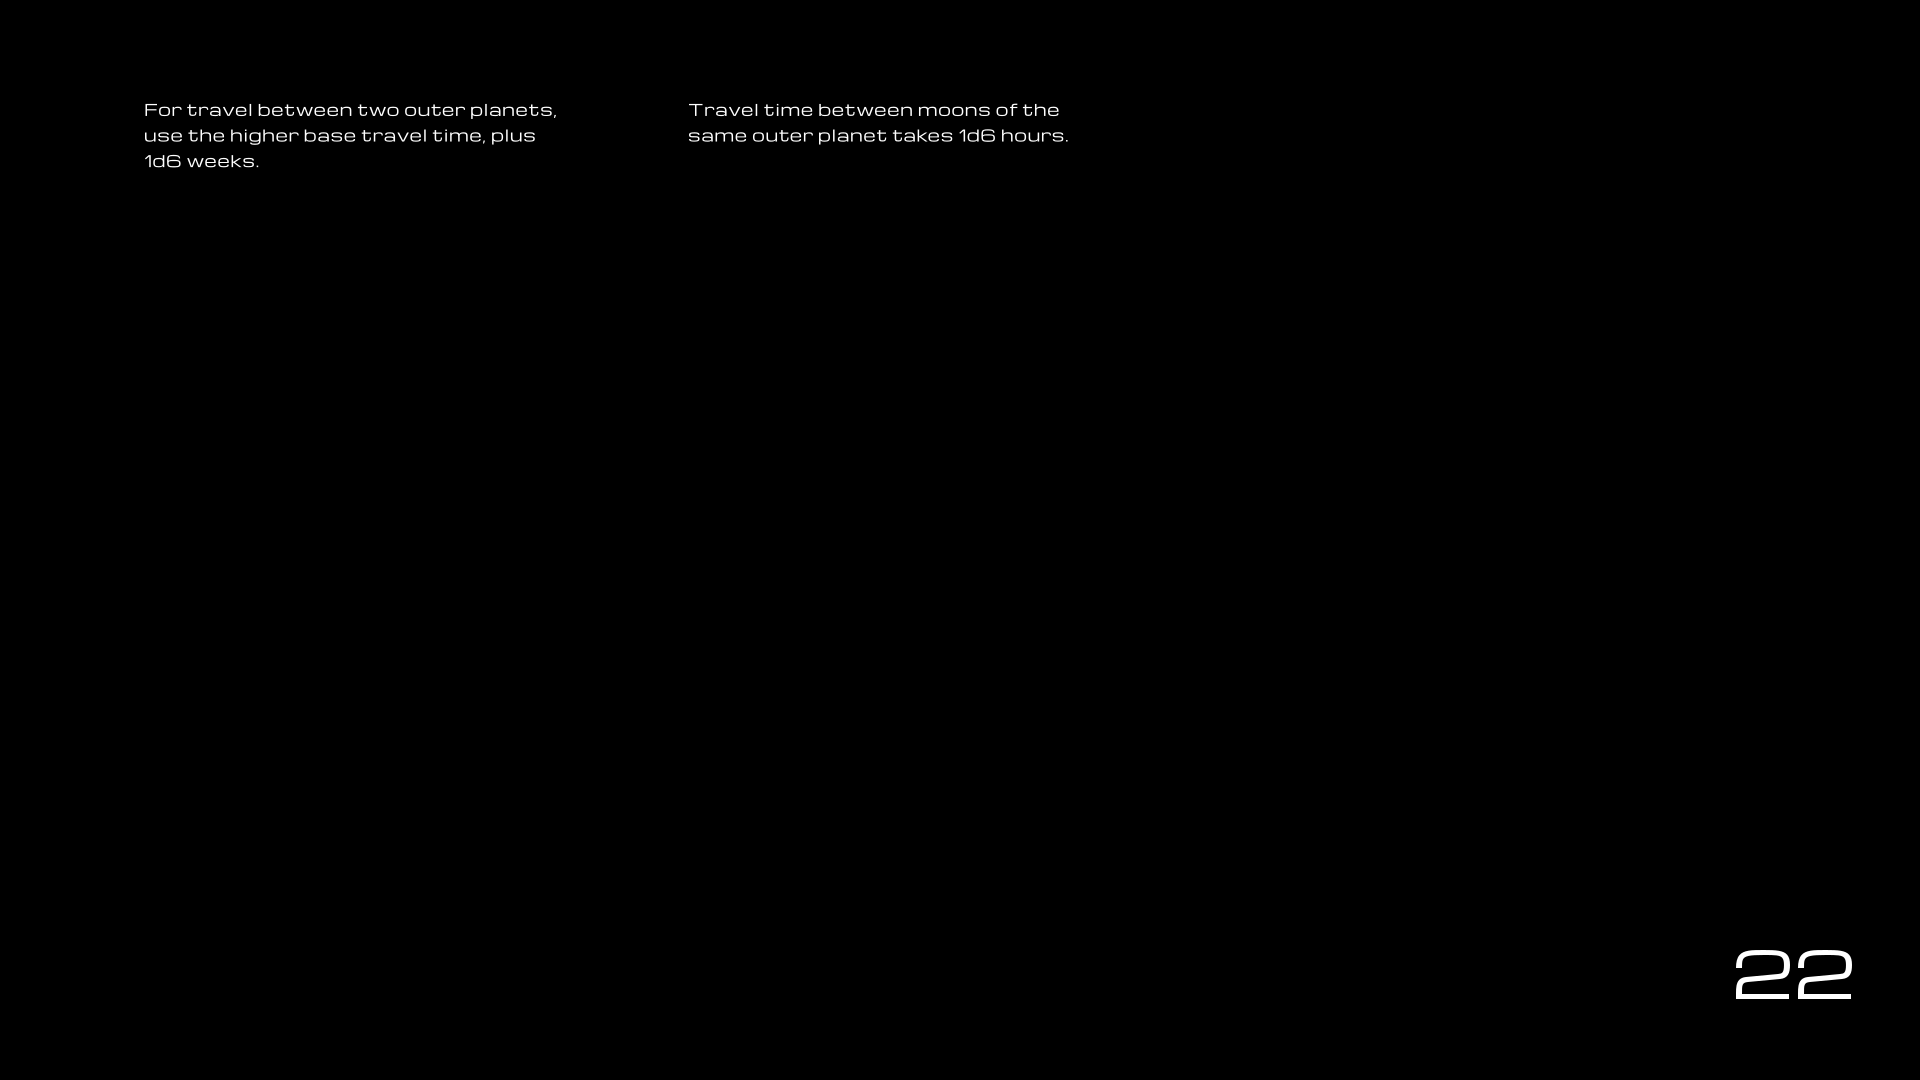 For travel between two outer planets,
use the higher base travel time, plus
1d6 weeks.
Travel time between moons of the
same outer planet takes 1d6 hours.
22